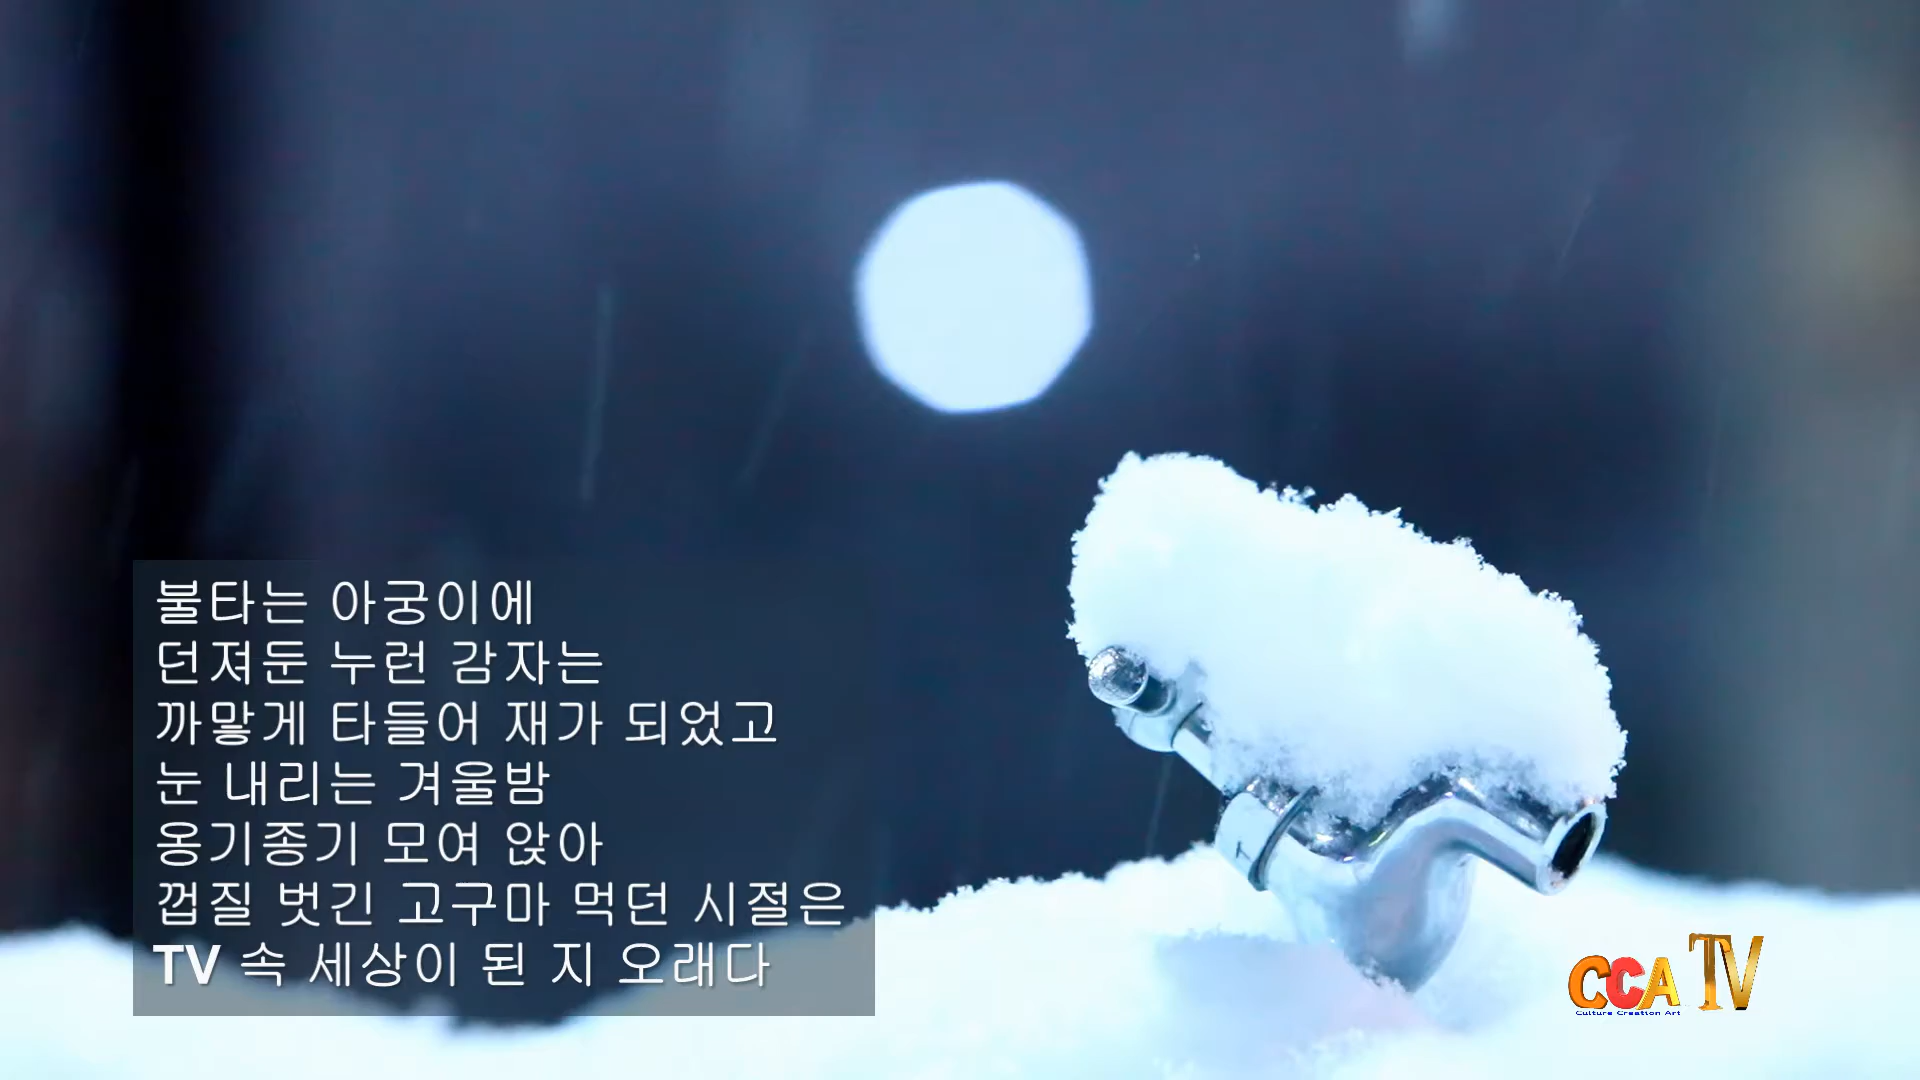 불타는 아궁이에
던져둔 누런 감자는
까맣게 타들어 재가 되었고
눈 내리는 겨울밤
옹기종기 모여 앉아
껍질 벗긴 고구마 먹던 시절은
TV 속 세상이 된 지 오래다
CCA TV
Culture Creation Art
T